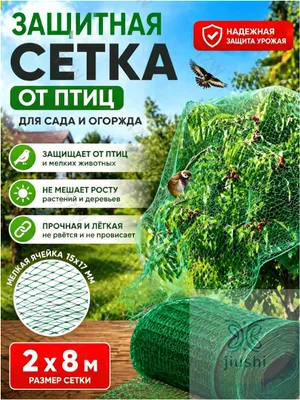 ЗАЩИТНАЯ
СЕТКА
ОТ ПТИЦ
ДЛЯ САДА И ОГОРЖДА
НАДЕЖНАЯ
ЗАЩИТА УРОЖАЯ
ЗАЩИЩАЕТ ОТ ПТИЦ
и мелких животных
НЕ МЕШАЕТ РОСТУ
растений и деревьев
ПРОЧНАЯ И ЛЁГКАЯ
не рвётся и не провисает
МЕЛКАЯ ЯЧЕЙКА 15х17 ММ
2 х 8 м
РАЗМЕР СЕТКИ
jiushi